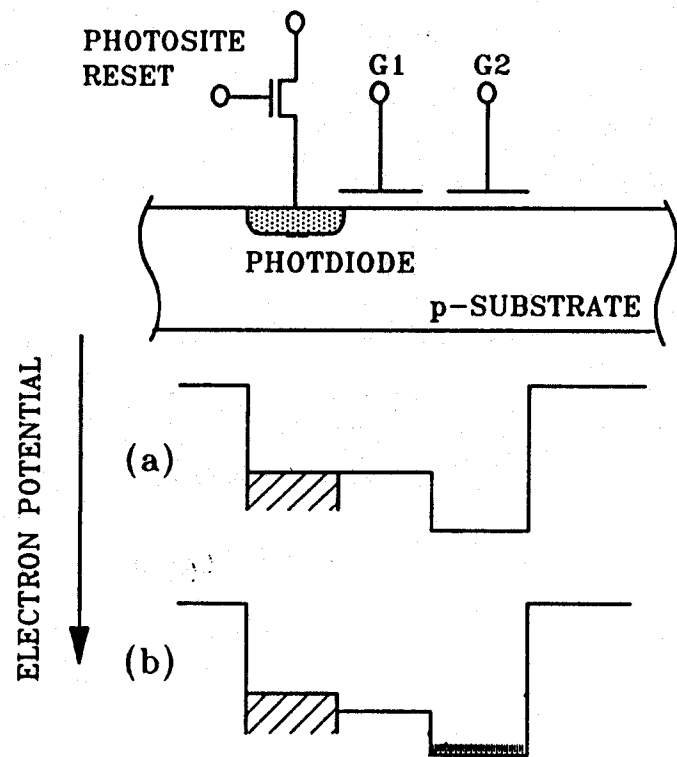 PHOTOSITE
RESET
G1
G2
PHOTDIODE
p-SUBSTRATE
ELECTRON POTENTIAL
(a)
(b)